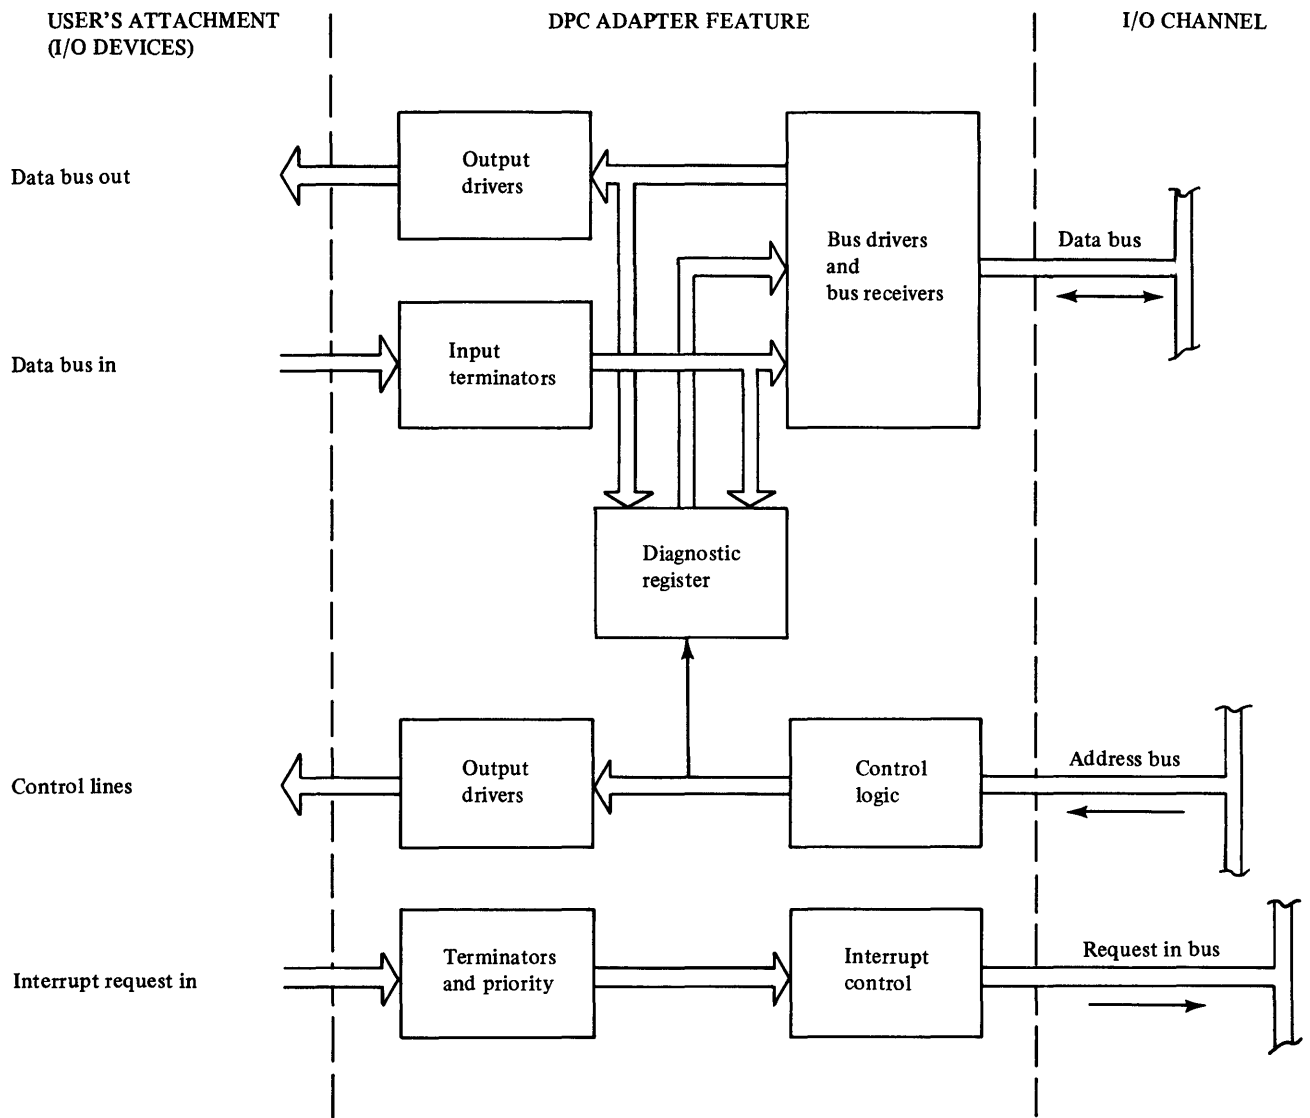 USER'S ATTACHMENT
(I/O DEVICES)
DPC ADAPTER FEATURE
I/O CHANNEL
Data bus out
Output
drivers
Bus drivers
and
bus receivers
Data bus
Data bus in
Input
terminators
Diagnostic
register
Control lines
Output
drivers
Control
logic
Address bus
Interrupt request in
Terminators
and priority
Interrupt
control
Request in bus